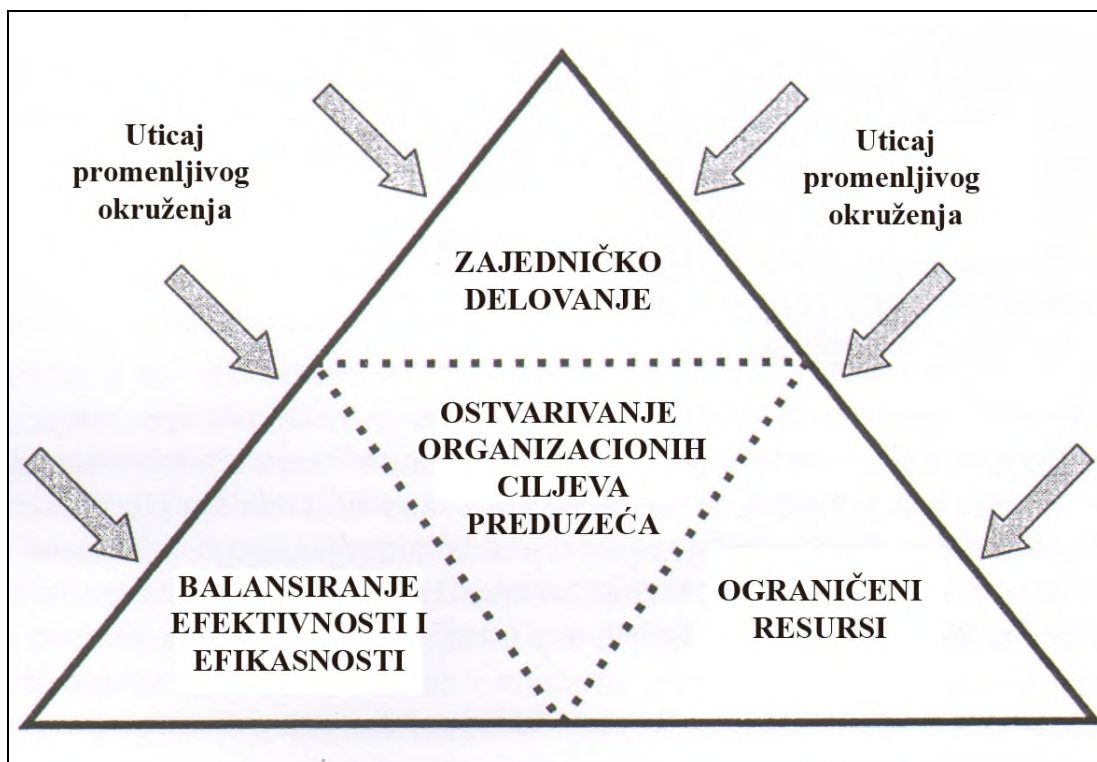 Uticaj
promenljivog
okruženja
Uticaj
promenljivog
okruženja
ZAJEDNIČKO
DELOVANJE
OSTVARIVANJE
ORGANIZACIONIH
CILJEVA
PREDUZEĆA
BALANSIRANJE
EFEKTIVNOSTI I
EFIKASNOSTI
OGRANIČENI
RESURSI